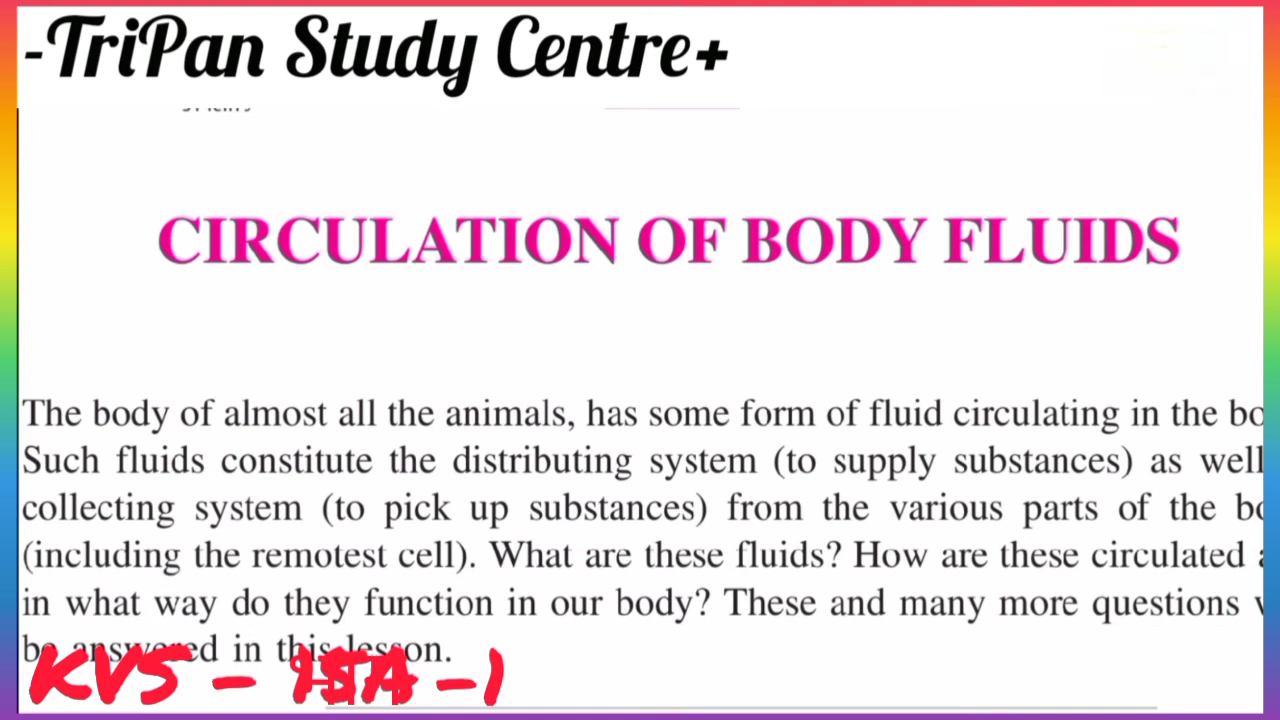 -TriPan Study Centre+
CIRCULATION OF BODY FLUIDS
The body of almost all the animals, has some form of fluid circulating in the bo
Such fluids constitute the distributing system (to supply substances) as well
collecting system (to pick up substances) from the various parts of the bo
(including the remotest cell). What are these fluids? How are these circulated
in what way do they function in our body? These and many more questions
be answered in this lesson.
KVS - - 1